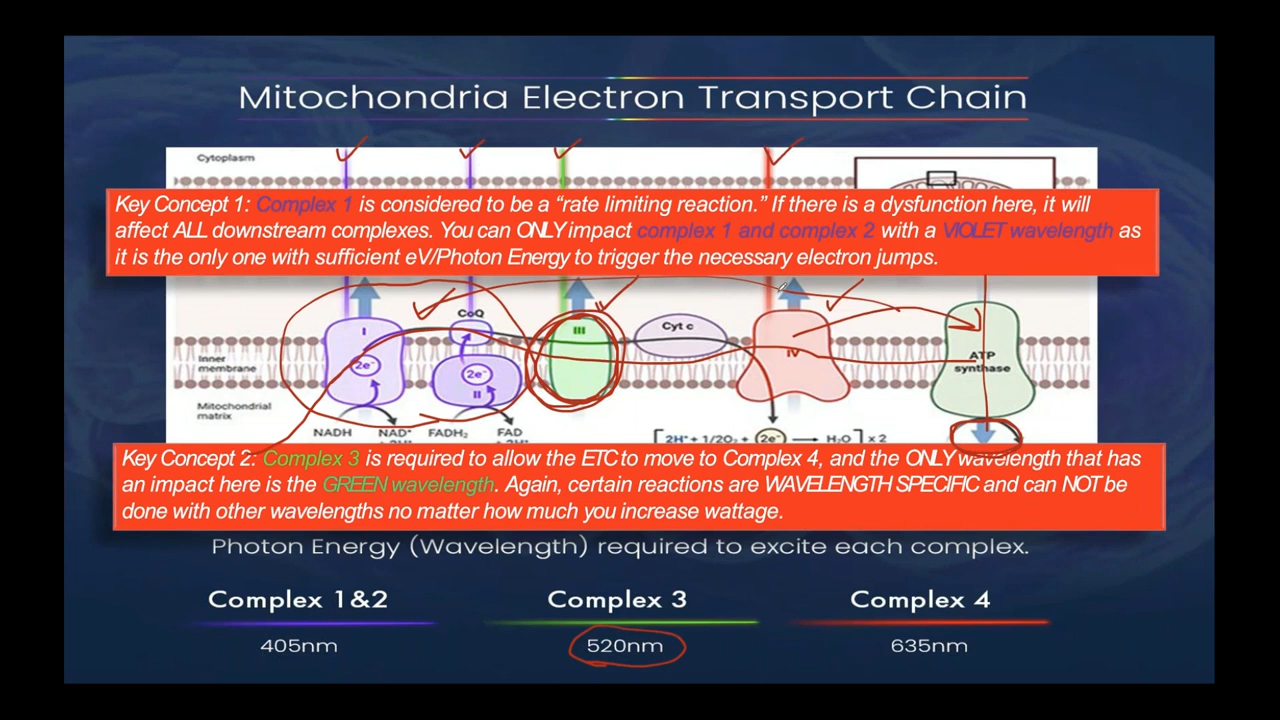 Mitochondria Electron Transport Chain
Cytoplasm
Key Concept 1: Complex 1 is considered to be a “rate limiting reaction.” If there is a dysfunction here, it will
affect ALL downstream complexes. You can ONLY impact complex 1 and complex 2 with a VIOLET wavelength as
it is the only one with sufficient eV/Photon Energy to trigger the necessary electron jumps.
CoQ
I
III
Cyt c
IV
Inner
membrane
2e-
2e-
II
ATP
synthase
Mitochondrial
matrix
NADH NAD+ FADH₂ FAD
2H+ + 1/2O₂ + 2e- → H₂O x 2
Key Concept 2: Complex 3 is required to allow the ETC to move to Complex 4, and the ONLY wavelength that has
an impact here is the GREEN wavelength. Again, certain reactions are WAVELENGTH SPECIFIC and can NOT be
done with other wavelengths no matter how much you increase wattage.
Photon Energy (Wavelength) required to excite each complex.
Complex 1&2 Complex 3 Complex 4
405nm 520nm 635nm